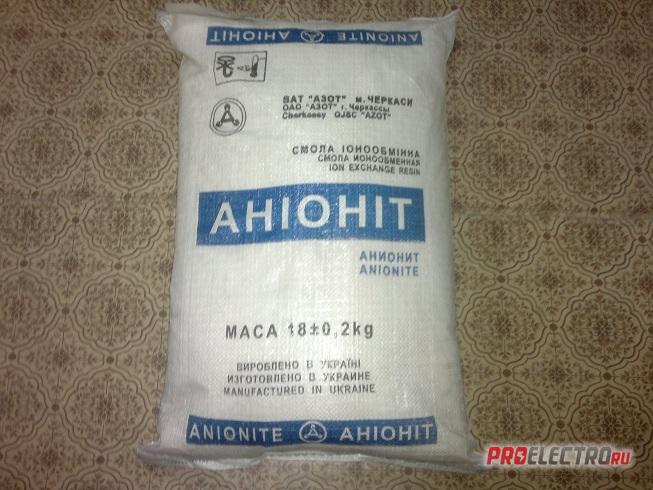 ANIONITE АНІОНІТ
ВАТ "АЗОТ" м. ЧЕРКАСИ
ОАО "АЗОТ" г. Черкассы
Cherkassy OJSC "AZOT"
СМОЛА ІОНООБМІННА
СМОЛА ИОНООБМЕННАЯ
ION EXCHANGE RESIN
АНІОНІТ
АНИОНИТ
ANIONITE
МАСА 18±0,2kg
ВИРОБЛЕНО В УКРАЇНІ
ИЗГОТОВЛЕНО В УКРАИНЕ
MANUFACTURED IN UKRAINE
ANIONITE АНІОНІТ
PROELECTRO.RU